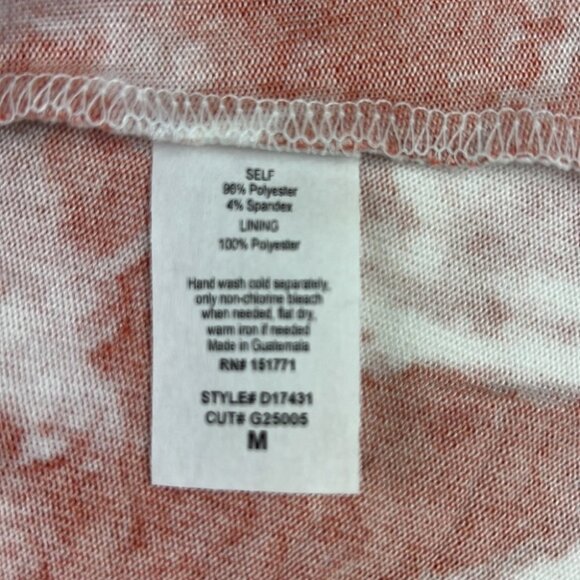 SELF
96% Polyester
4% Spandex
LINING
100% Polyester
Hand wash cold separately,
only non-chlorine bleach
when needed, flat dry,
warm iron if needed
Made in Guatemala
RN# 151771
STYLE# D17431
CUT# G25005
M